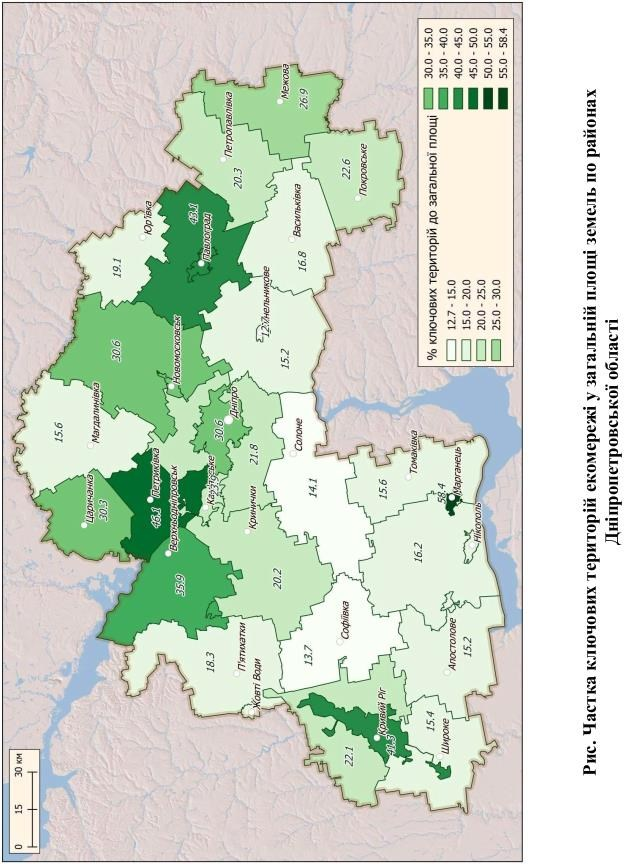 0 15 30 км
15.6
Царичанка
Магдалинівка
30.3
30.6
19.1
Юр'ївка
Петриківка
46.1
Верхньодніпровськ
Новомосковськ
35.9
43.1
Павлоград
18.3
30.6
Петропавлівка
Дніпро
20.3
П'ятихатки
Кринички
21.8
Жовті Води
20.2
15.2
Межова
Васильківка
Солоне
16.8
26.9
13.7
14.1
Софіївка
22.6
22.1
Покровське
Кривий Ріг
15.6
41.3
Томаківка
16.2
15.4
58.4
Широке
Апостолове
Марганець
15.2
Нікополь
% ключових територій до загальної площі
12.7 - 15.0
15.0 - 20.0
20.0 - 25.0
25.0 - 30.0
30.0 - 35.0
35.0 - 40.0
40.0 - 45.0
45.0 - 50.0
50.0 - 55.0
55.0 - 58.4
Рис. Частка ключових територій екомережі у загальній площі земель по районах
Дніпропетровської області